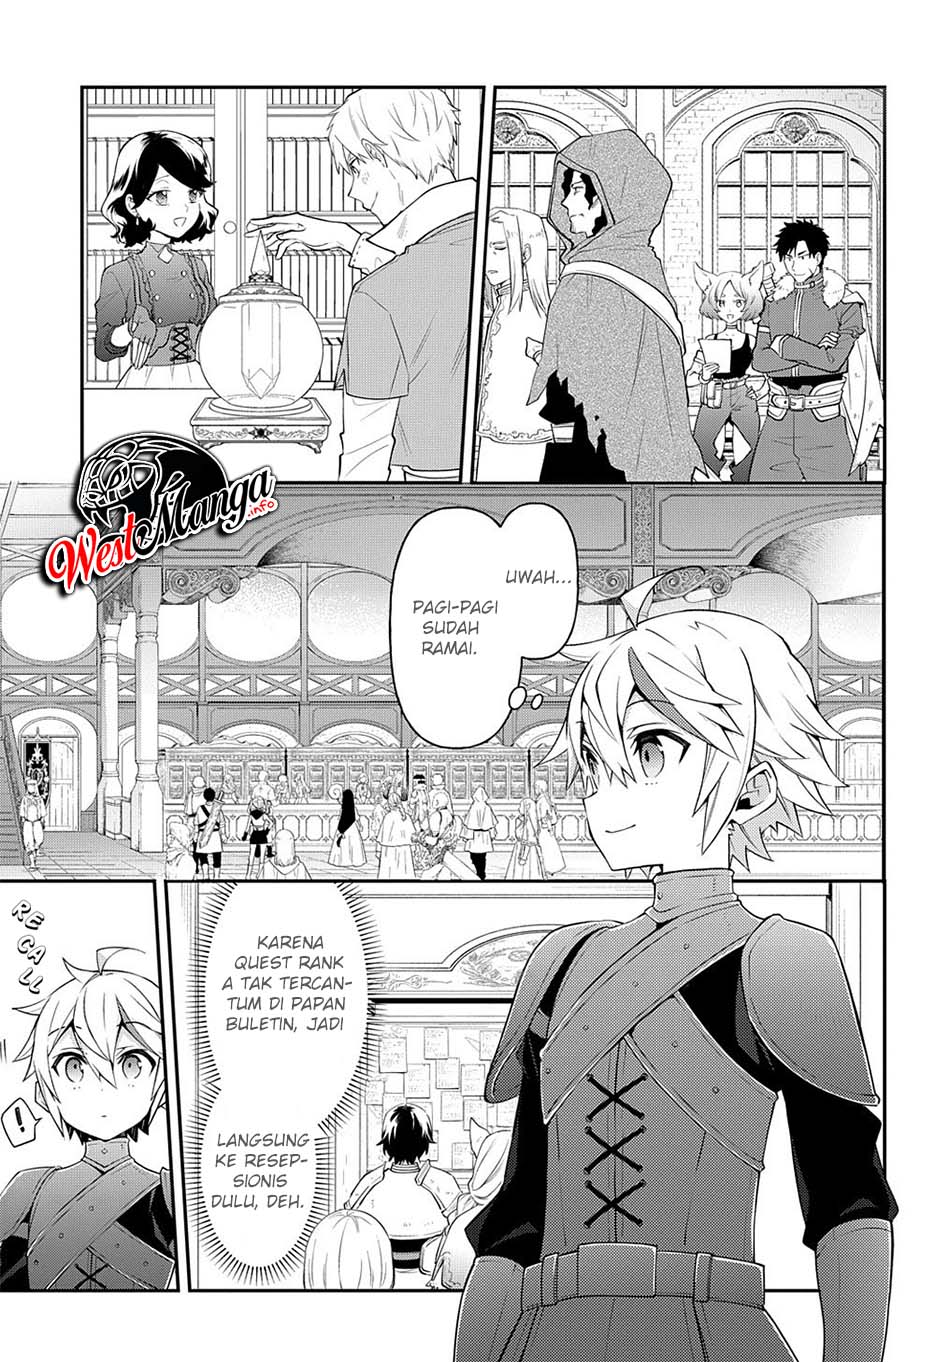 WestManga
.info
UWAH...
PAGI-PAGI
SUDAH
RAMAI.
RECALL
!
KARENA
QUEST RANK
A TAK TERCAN-
TUM DI PAPAN
BULETIN, JADI
LANGSUNG
KE RESEP-
SIONIS
DULU, DEH.